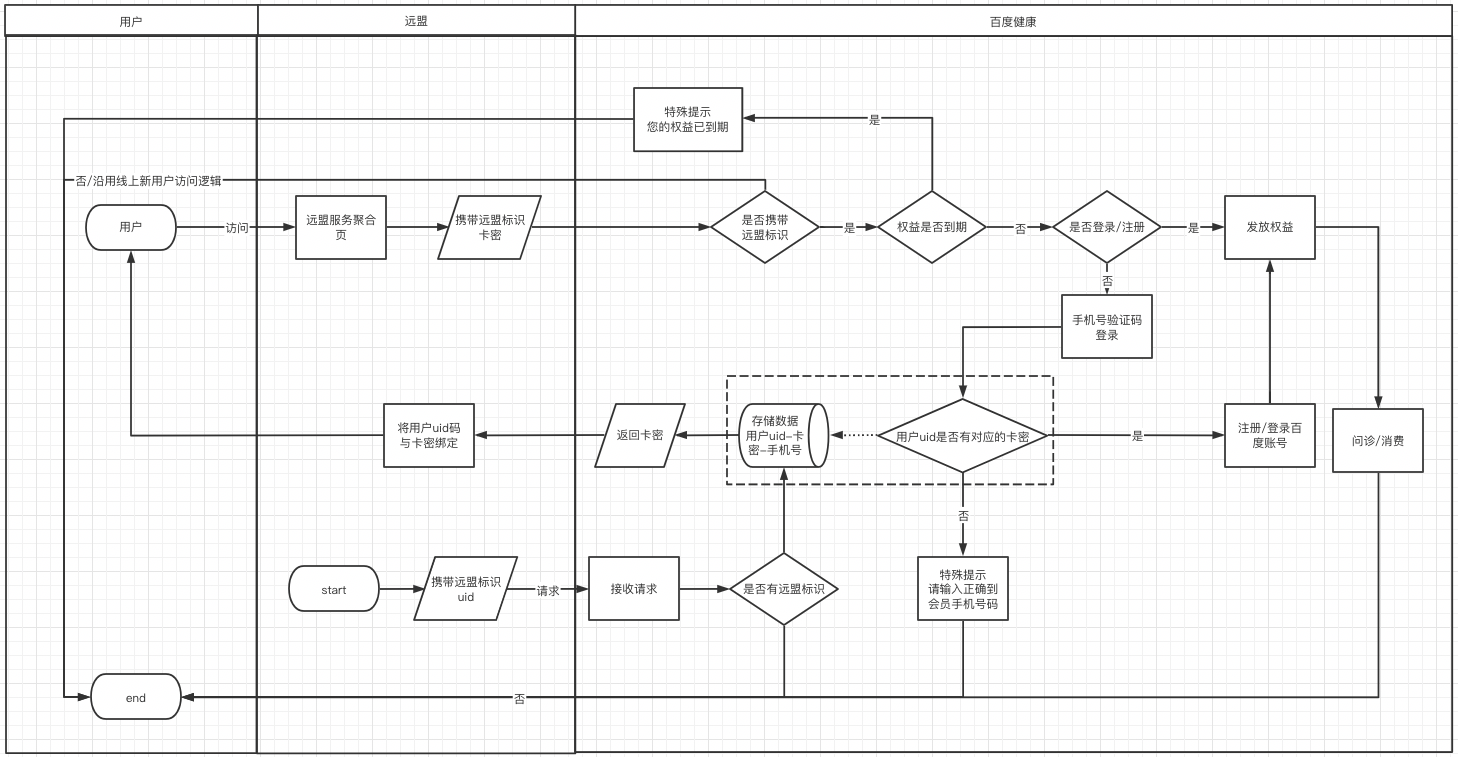 用户
远盟
百度健康
特殊提示
您的权益已到期
是
否/沿用线上新用户访问逻辑
用户
访问
远盟服务聚合
页
携带远盟标识
卡密
是否携带
远盟标识
是
权益是否到期
否
是否登录/注册
是
发放权益
否
手机号验证码
登录
将用户uid码
与卡密绑定
返回卡密
存储数据
用户uid-卡
密-手机号
用户uid是否有对应的卡密
是
注册/登录百
度账号
问诊/消费
否
start
携带远盟标识
uid
请求
接收请求
是否有远盟标识
特殊提示
请输入正确到
会员手机号码
end
否